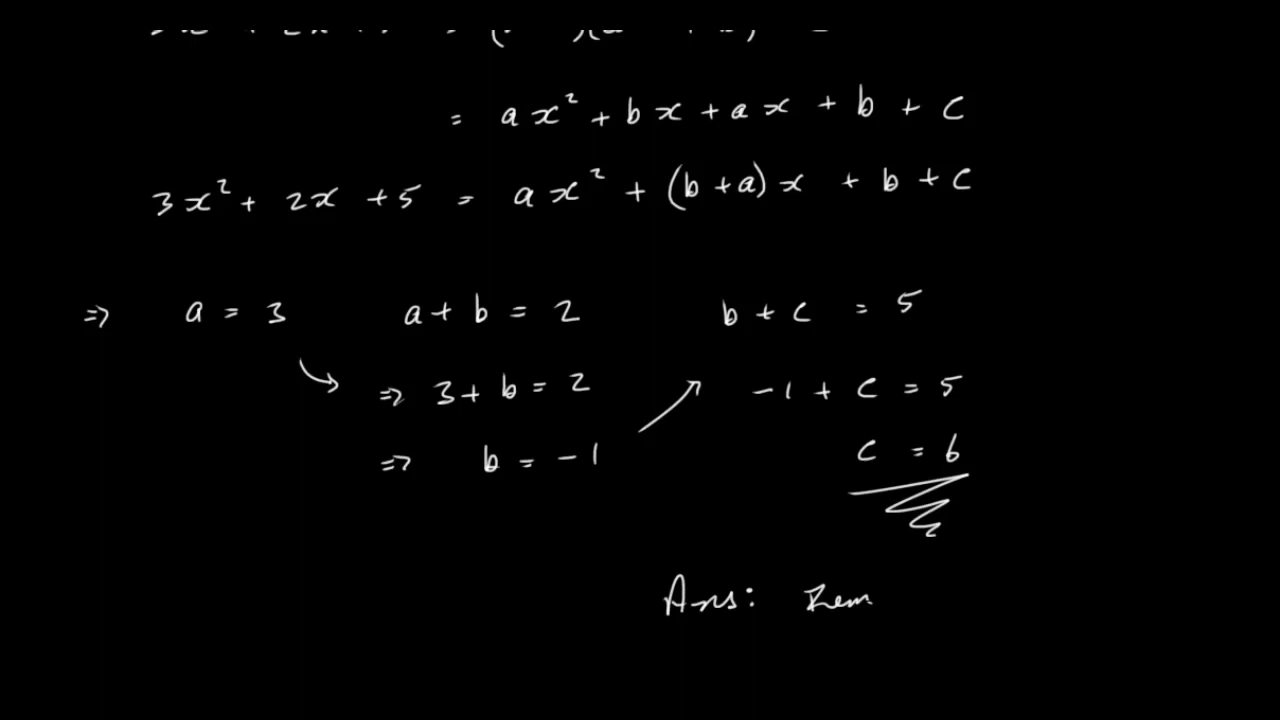 = ax² + bx + ax + b + c
3x² + 2x + 5 = ax² + (b + a)x + b + c
=> a = 3 a + b = 2 b + c = 5
=> 3 + b = 2 -1 + c = 5
=> b = -1 c = 6
Ans: Rem